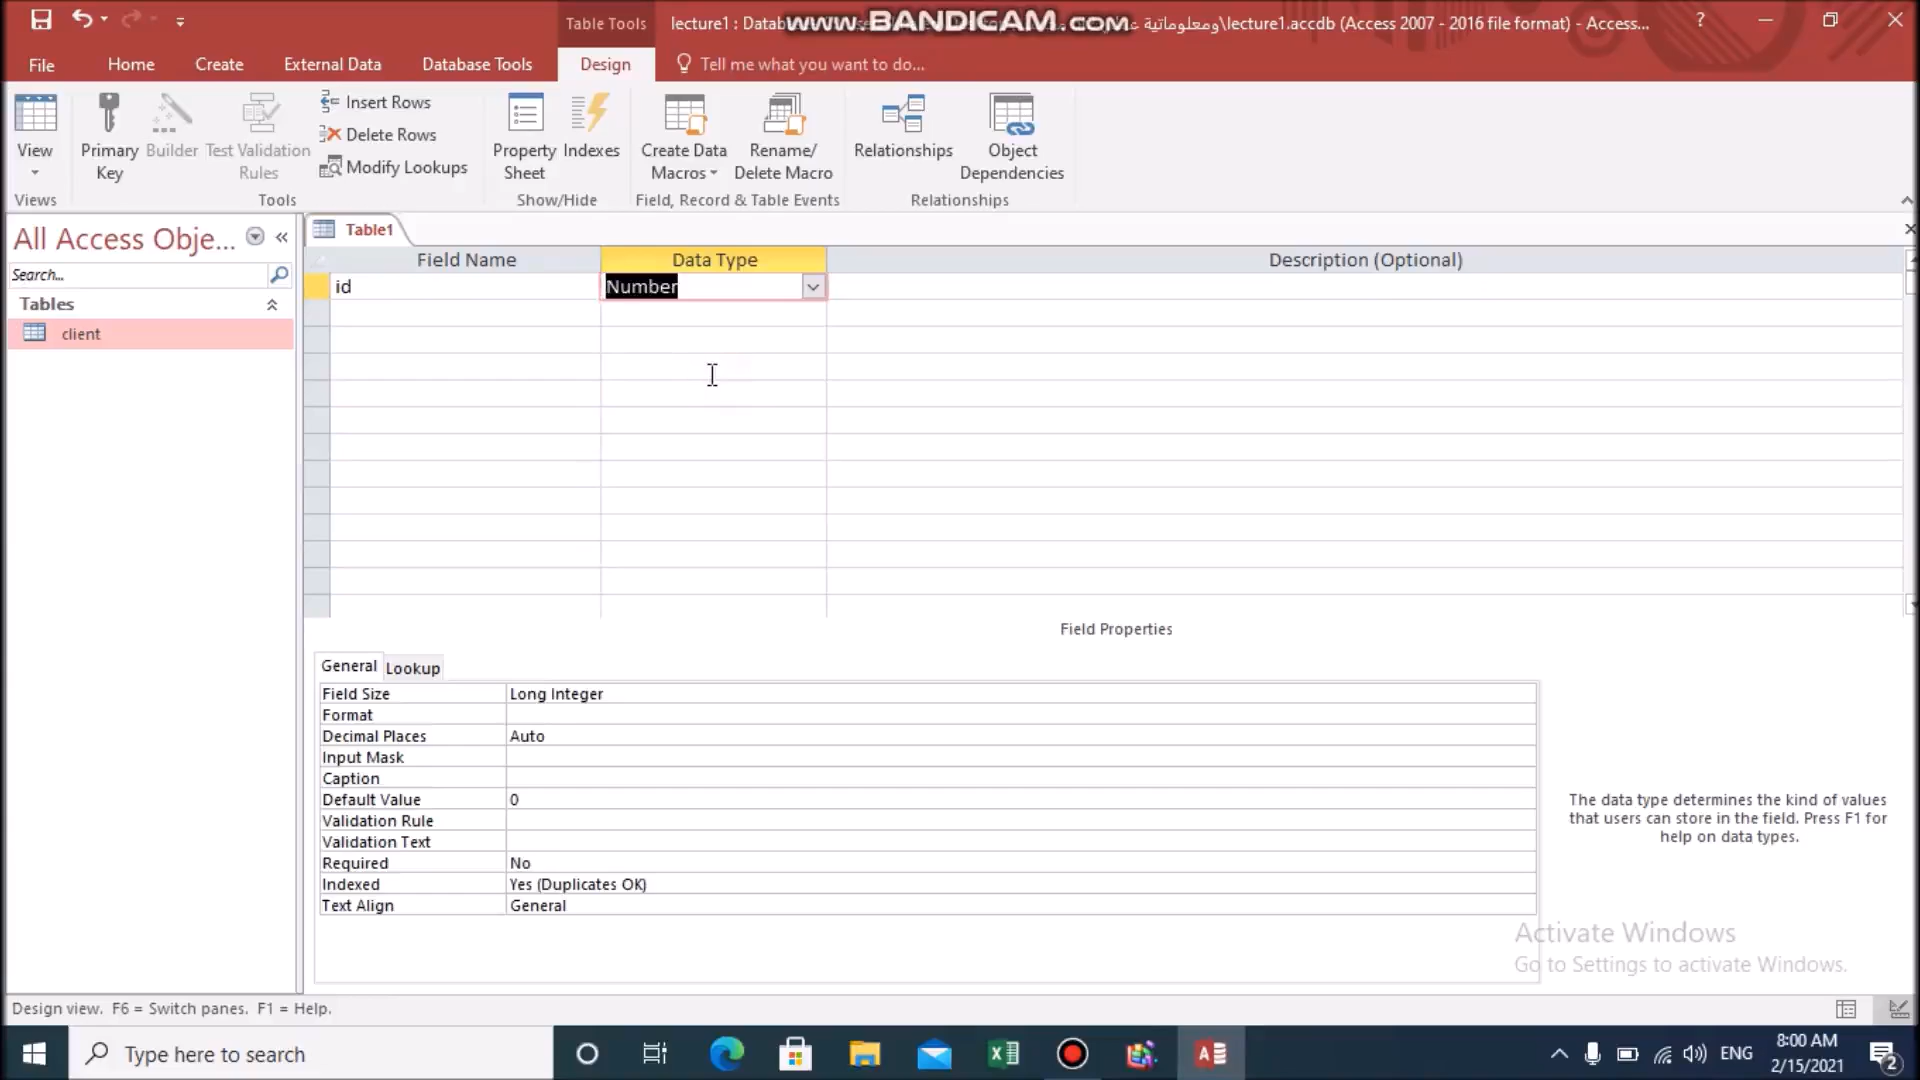 Table Tools
lecture1 : Datab
www.BANDICAM.com
ومعلوماتية\lecture1.accdb (Access 2007 - 2016 file format) - Access...
?
File
Home
Create
External Data
Database Tools
Design
Tell me what you want to do...
View
Primary Key
Builder
Test Validation Rules
Insert Rows
Delete Rows
Modify Lookups
Property Sheet
Indexes
Create Data Macros
Rename/ Delete Macro
Relationships
Object Dependencies
Views
Tools
Show/Hide
Field, Record & Table Events
Relationships
All Access Obje...
Search...
Tables
client
Table1
Field Name
Data Type
Description (Optional)
id
Number
Field Properties
General
Lookup
Field Size
Long Integer
Format
Decimal Places
Auto
Input Mask
Caption
Default Value
0
Validation Rule
Validation Text
Required
No
Indexed
Yes (Duplicates OK)
Text Align
General
The data type determines the kind of values
that users can store in the field. Press F1 for
help on data types.
Activate Windows
Go to Settings to activate Windows.
Design view. F6 = Switch panes. F1 = Help.
Type here to search
ENG
8:00 AM
2/15/2021
2